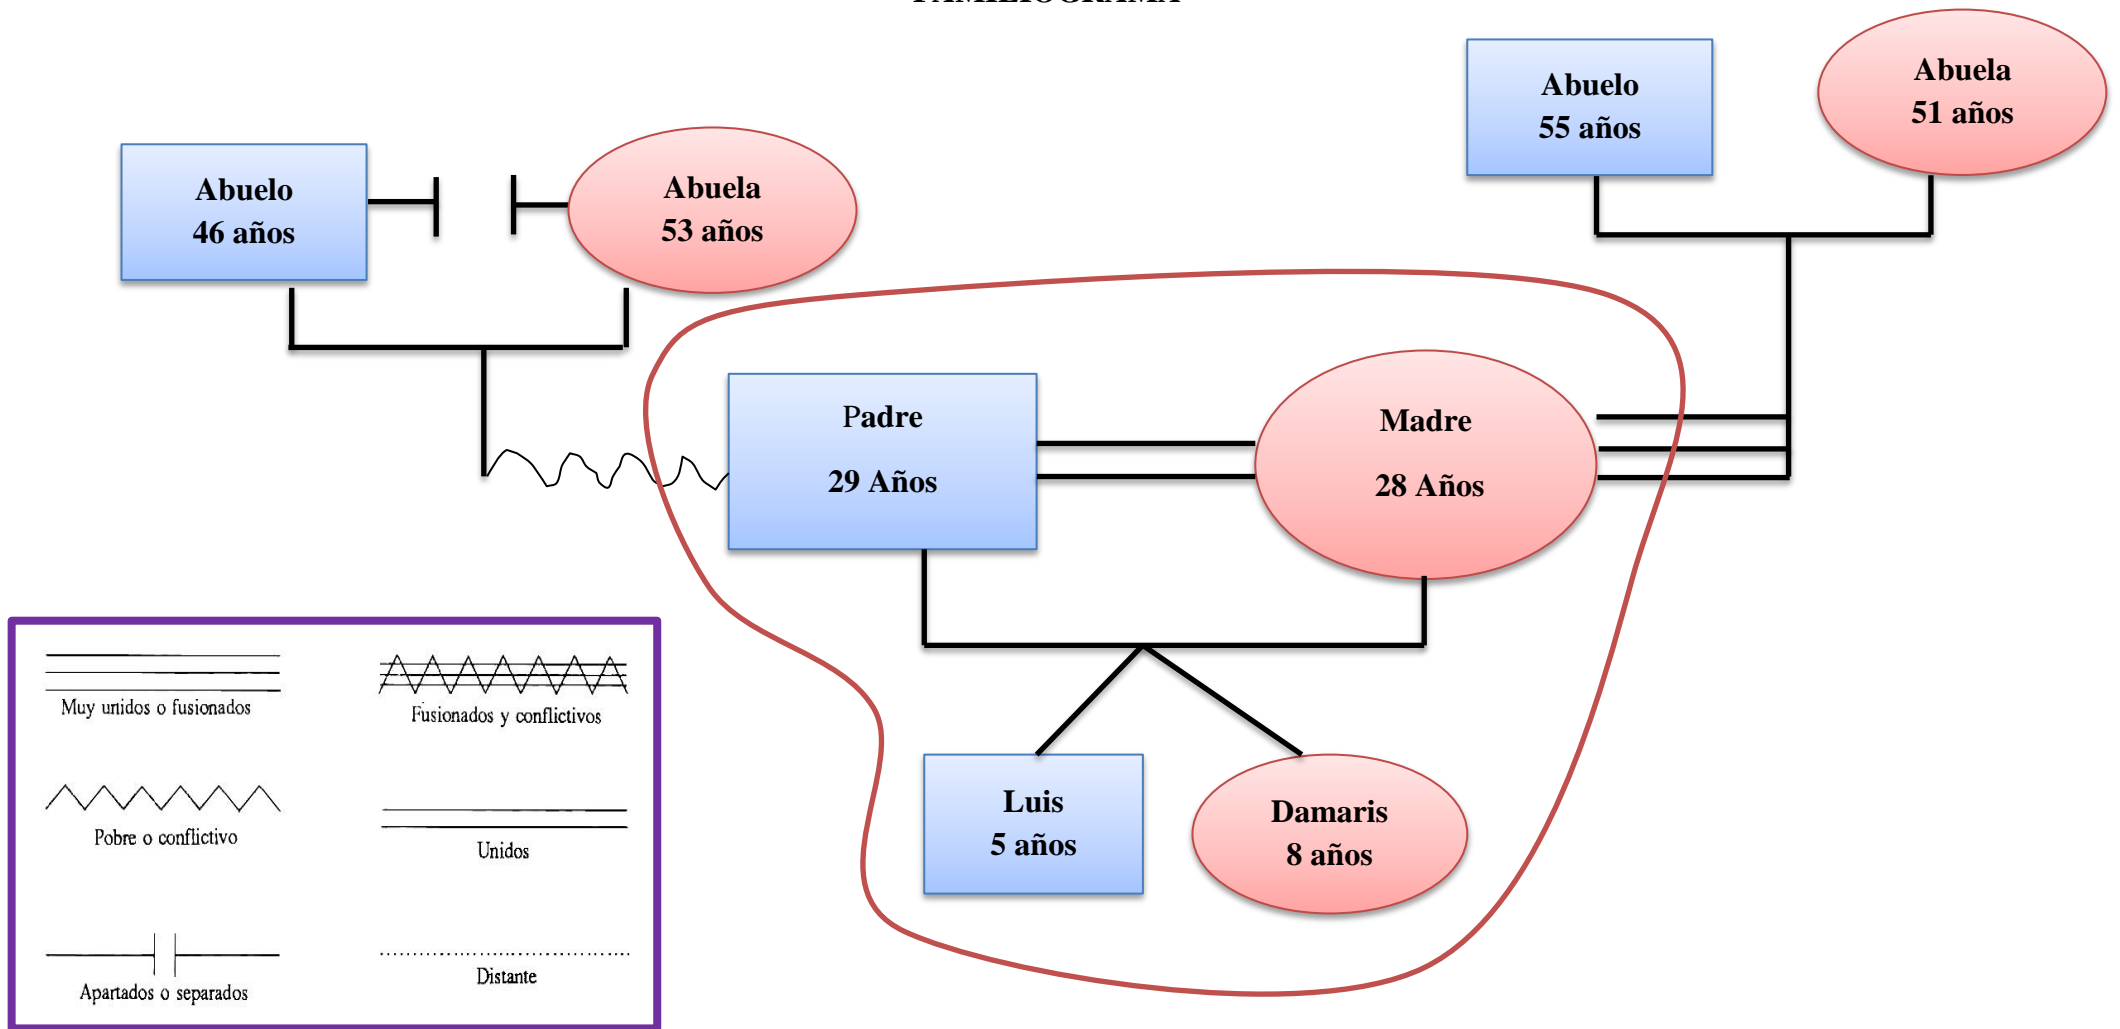 FAMILIOGRAMA
Abuelo
55 años
Abuela
51 años
Abuelo
46 años
Abuela
53 años
Padre
29 Años
Madre
28 Años
Luis
5 años
Damaris
8 años
Muy unidos o fusionados
Fusionados y conflictivos
Pobre o conflictivo
Unidos
Apartados o separados
Distante